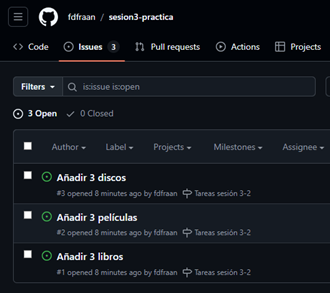 fdfraan / sesion3-practica
Code Issues 3 Pull requests Actions Projects
Filters is:issue is:open
3 Open 0 Closed
Author Label Projects Milestones Assignee
Añadir 3 discos
#3 opened 8 minutes ago by fdfraan Tareas sesión 3-2
Añadir 3 películas
#2 opened 8 minutes ago by fdfraan Tareas sesión 3-2
Añadir 3 libros
#1 opened 8 minutes ago by fdfraan Tareas sesión 3-2